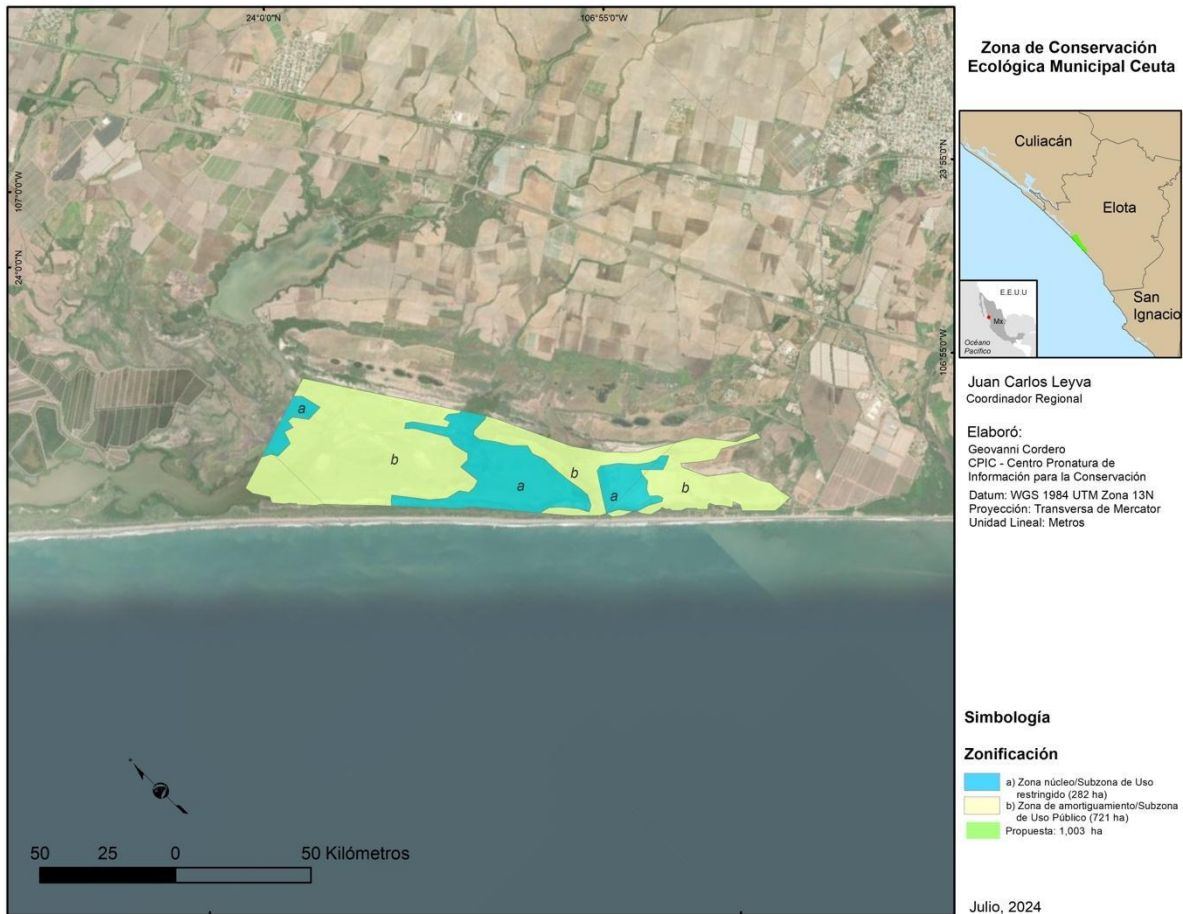 24°0'0"N
106°55'0"W
107°0'0"W
24°0'0"N
23°55'0"N
106°55'0"W
a
b
a
b
a
b
50 25 0 50 Kilómetros
Zona de Conservación
Ecológica Municipal Ceuta
Culiacán
Elota
San
Ignacio
E.E.U.U
Mx
Océano
Pacífico
Juan Carlos Leyva
Coordinador Regional
Elaboró:
Geovanni Cordero
CPIC - Centro Pronatura de
Información para la Conservación
Datum: WGS 1984 UTM Zona 13N
Proyección: Transversa de Mercator
Unidad Lineal: Metros
Simbología
Zonificación
a) Zona núcleo/Subzona de Uso
restringido (282 ha)
b) Zona de amortiguamiento/Subzona
de Uso Público (721 ha)
Propuesta: 1,003 ha
Julio, 2024